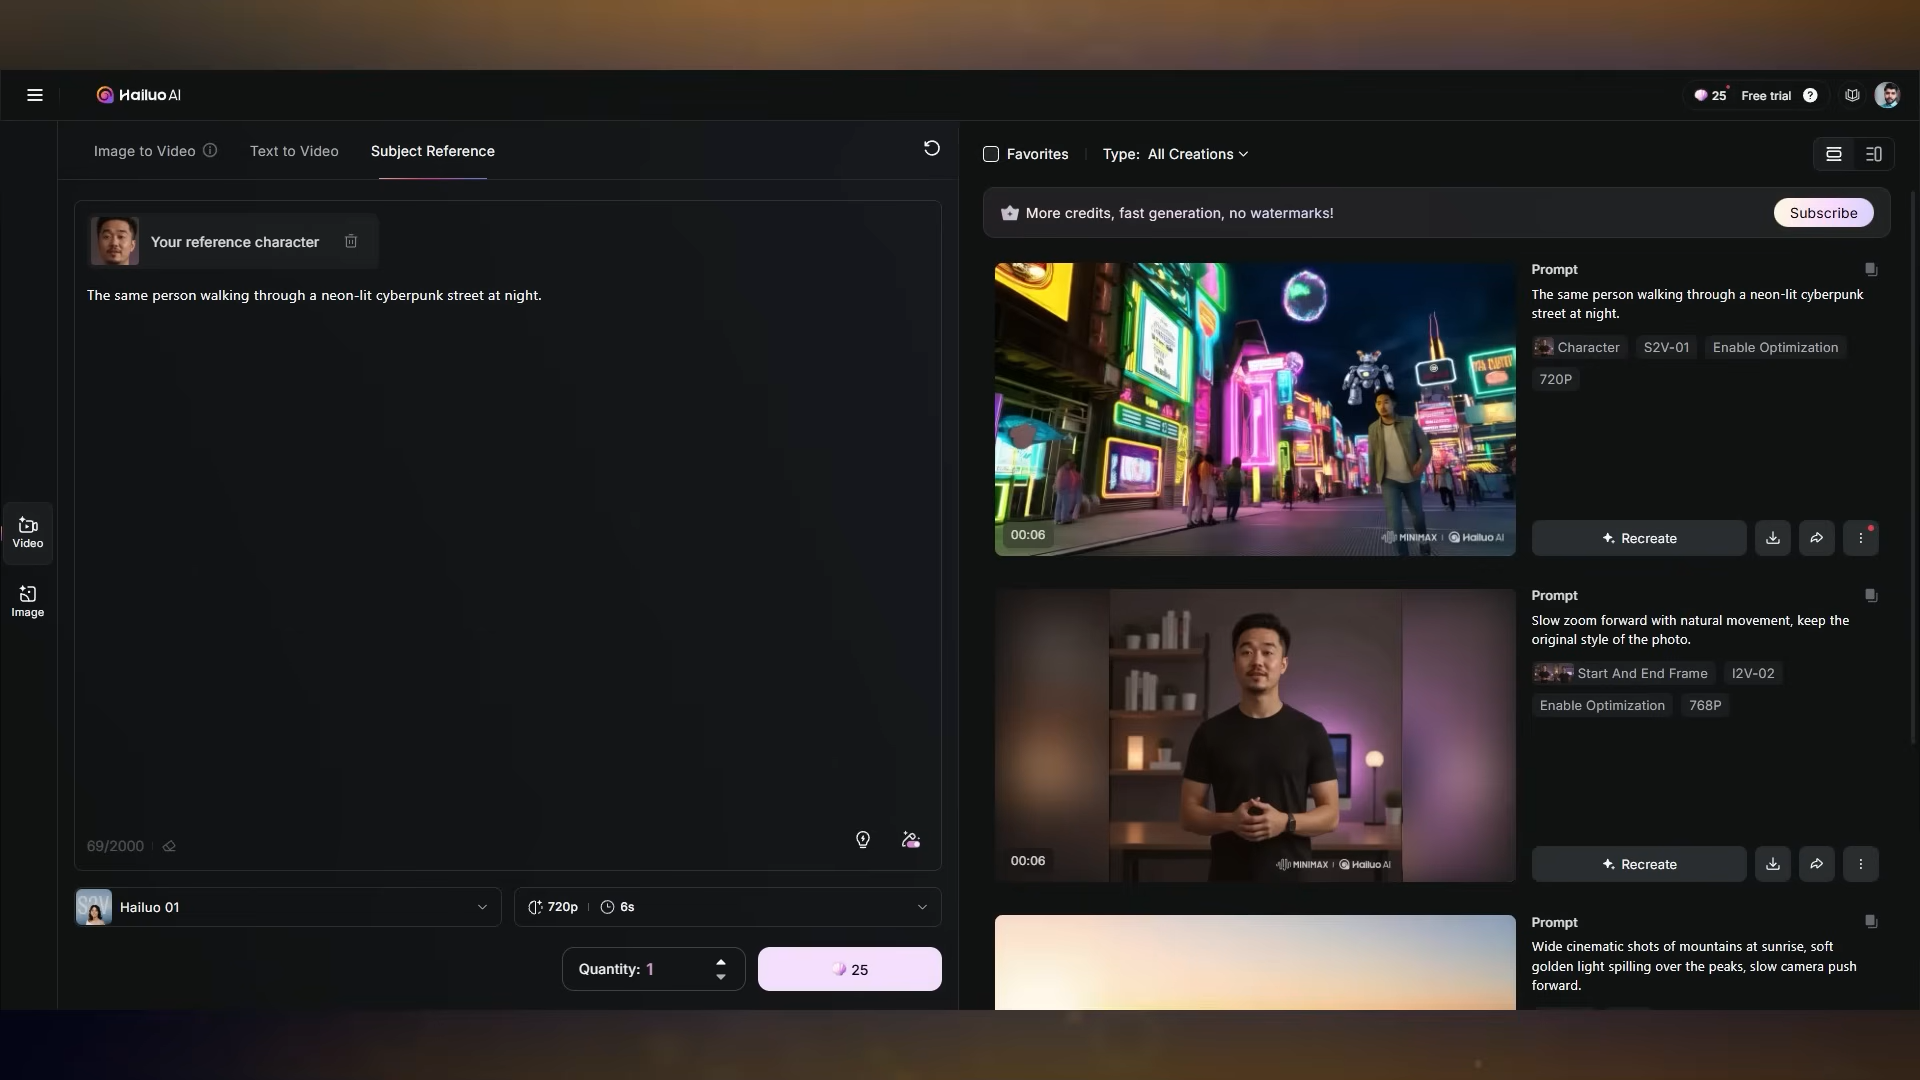 Hailuo AI
25
Free trial
Image to Video
Text to Video
Subject Reference
Your reference character
The same person walking through a neon-lit cyberpunk street at night.
Video
Image
69/2000
Hailuo 01
720p
6s
Quantity: 1
25
Favorites
Type: All Creations
More credits, fast generation, no watermarks!
Subscribe
00:06
MINIMAX | Hailuo AI
Prompt
The same person walking through a neon-lit cyberpunk
street at night.
Character
S2V-01
Enable Optimization
720P
Recreate
00:06
MINIMAX | Hailuo AI
Prompt
Slow zoom forward with natural movement, keep the
original style of the photo.
Start And End Frame
I2V-02
Enable Optimization
768P
Recreate
Prompt
Wide cinematic shots of mountains at sunrise, soft
golden light spilling over the peaks, slow camera push
forward.